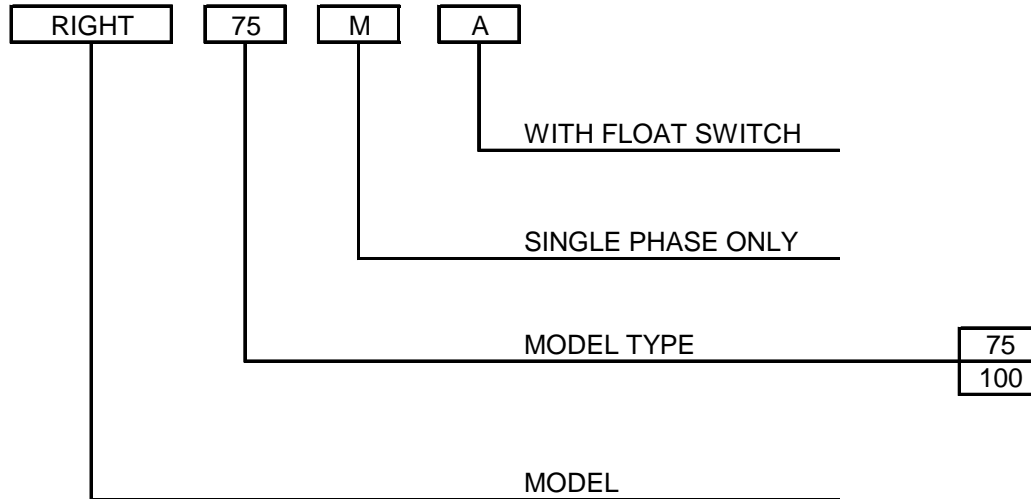 RIGHT 75 M A
WITH FLOAT SWITCH
SINGLE PHASE ONLY
MODEL TYPE 75
100
MODEL